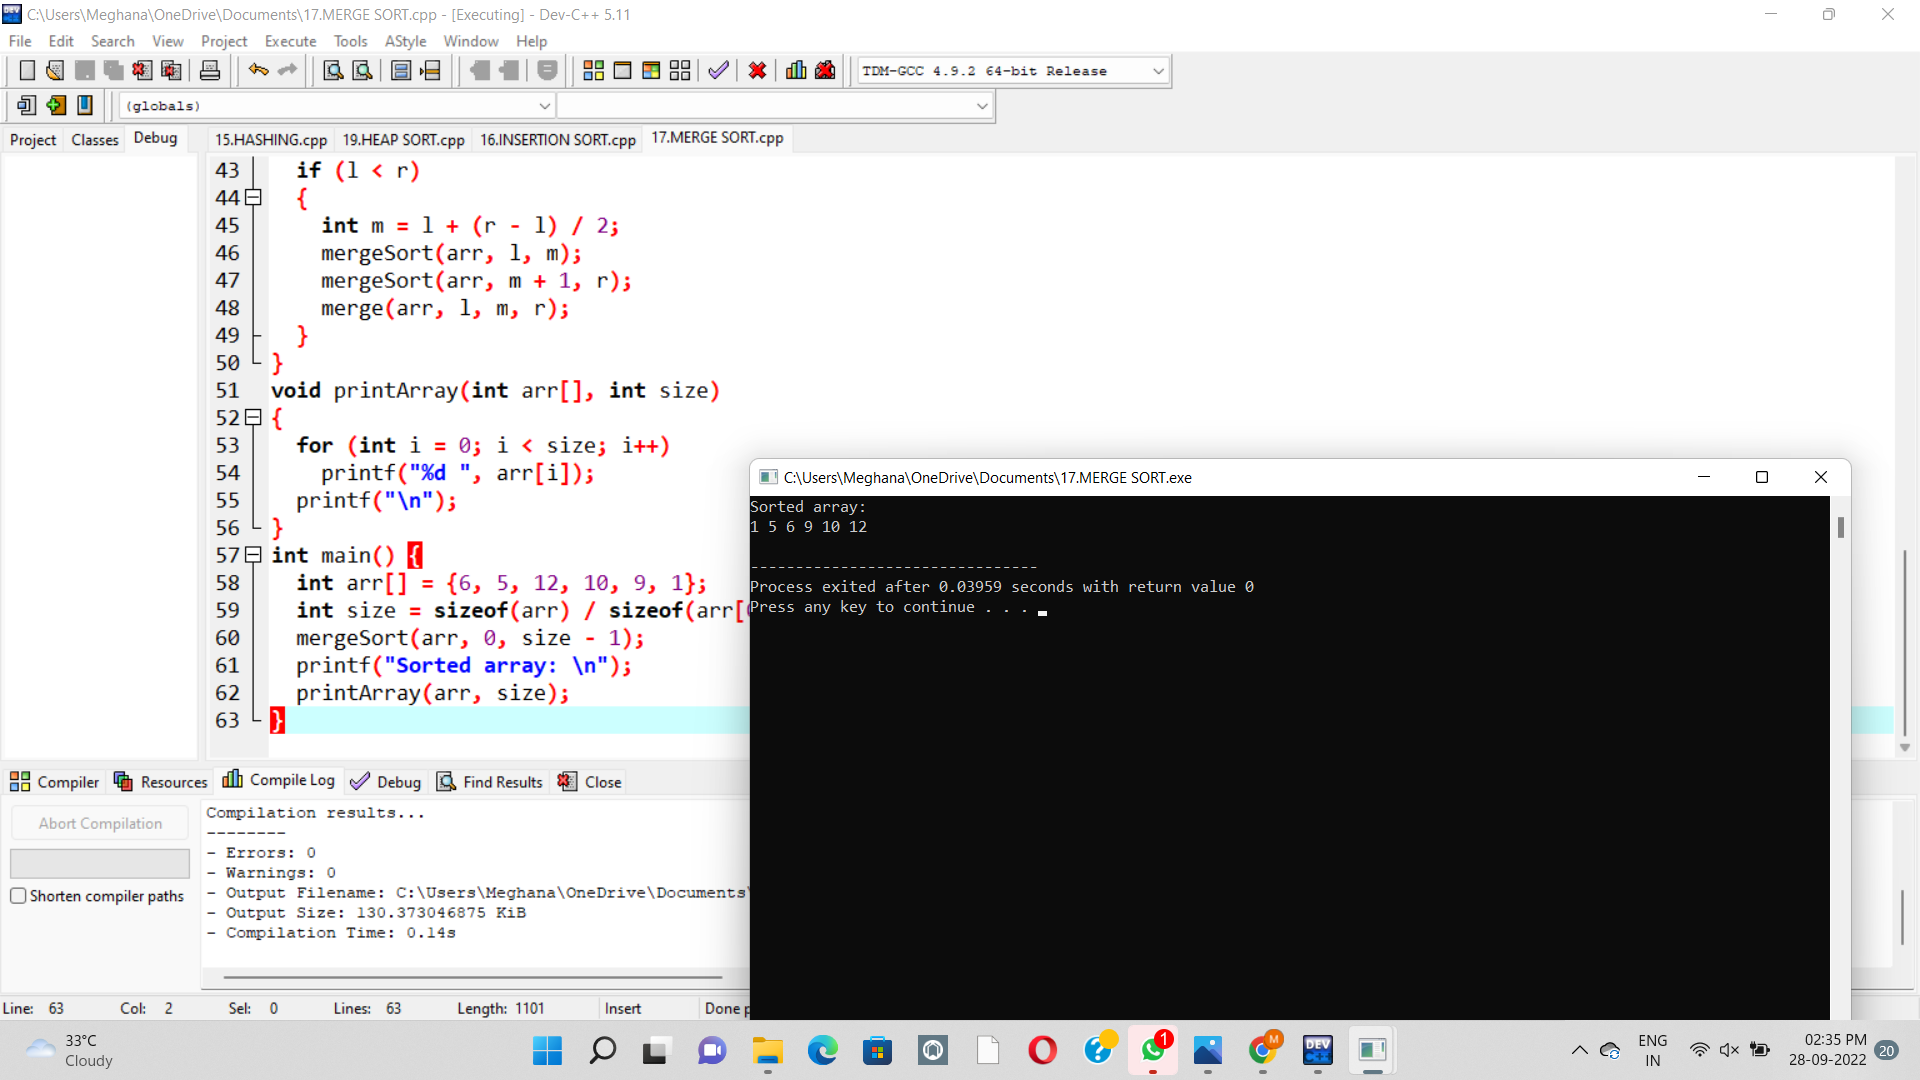 C:\Users\Meghana\OneDrive\Documents\17.MERGE SORT.cpp - [Executing] - Dev-C++ 5.11
File Edit Search View Project Execute Tools AStyle Window Help
TDM-GCC 4.9.2 64-bit Release
(globals)
Project Classes Debug
15.HASHING.cpp 19.HEAP SORT.cpp 16.INSERTION SORT.cpp 17.MERGE SORT.cpp
43 if (l < r)
44 {
45 int m = l + (r - l) / 2;
46 mergeSort(arr, l, m);
47 mergeSort(arr, m + 1, r);
48 merge(arr, l, m, r);
49 }
50 }
51 void printArray(int arr[], int size)
52 {
53 for (int i = 0; i < size; i++)
54 printf("%d ", arr[i]);
55 printf("\n");
56 }
57 int main() {
58 int arr[] = {6, 5, 12, 10, 9, 1};
59 int size = sizeof(arr) / sizeof(arr[
60 mergeSort(arr, 0, size - 1);
61 printf("Sorted array: \n");
62 printArray(arr, size);
63 }
C:\Users\Meghana\OneDrive\Documents\17.MERGE SORT.exe
Sorted array:
1 5 6 9 10 12
--------------------------------
Process exited after 0.03959 seconds with return value 0
Press any key to continue . . .
Compiler Resources Compile Log Debug Find Results Close
Abort Compilation
Shorten compiler paths
Compilation results...
--------
- Errors: 0
- Warnings: 0
- Output Filename: C:\Users\Meghana\OneDrive\Documents\
- Output Size: 130.373046875 KiB
- Compilation Time: 0.14s
Line: 63 Col: 2 Sel: 0 Lines: 63 Length: 1101 Insert Done p
33°C
Cloudy
1
M
DEV
C++
ENG
IN
02:35 PM
28-09-2022
20